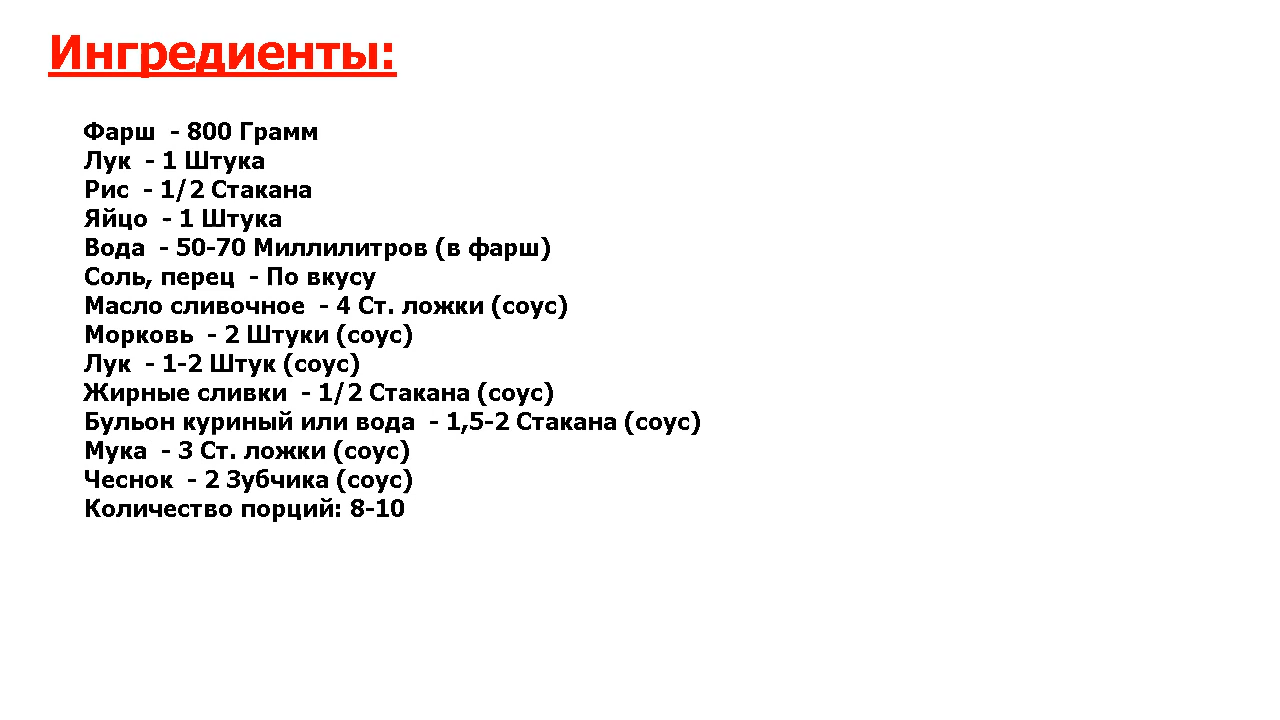 Ингредиенты:
Фарш  - 800 Грамм
Лук  - 1 Штука
Рис  - 1/2 Стакана
Яйцо  - 1 Штука
Вода  - 50-70 Миллилитров (в фарш)
Соль, перец  - По вкусу
Масло сливочное  - 4 Ст. ложки (соус)
Морковь  - 2 Штуки (соус)
Лук  - 1-2 Штук (соус)
Жирные сливки  - 1/2 Стакана (соус)
Бульон куриный или вода  - 1,5-2 Стакана (соус)
Мука  - 3 Ст. ложки (соус)
Чеснок  - 2 Зубчика (соус)
Количество порций: 8-10